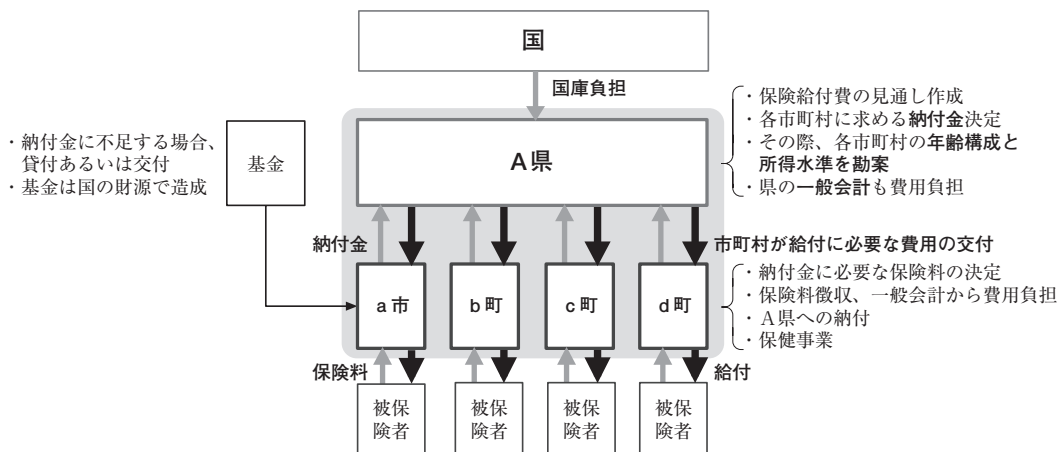 国
国庫負担
・保険給付費の見通し作成
・各市町村に求める納付金決定
・その際、各市町村の年齢構成と
所得水準を勘案
・県の一般会計も費用負担
・納付金に不足する場合、
貸付あるいは交付
・基金は国の財源で造成
基金
A県
納付金
市町村が給付に必要な費用の交付
a市
b町
c町
d町
・納付金に必要な保険料の決定
・保険料徴収、一般会計から費用負担
・A県への納付
・保健事業
保険料
給付
被保
険者
被保
険者
被保
険者
被保
険者